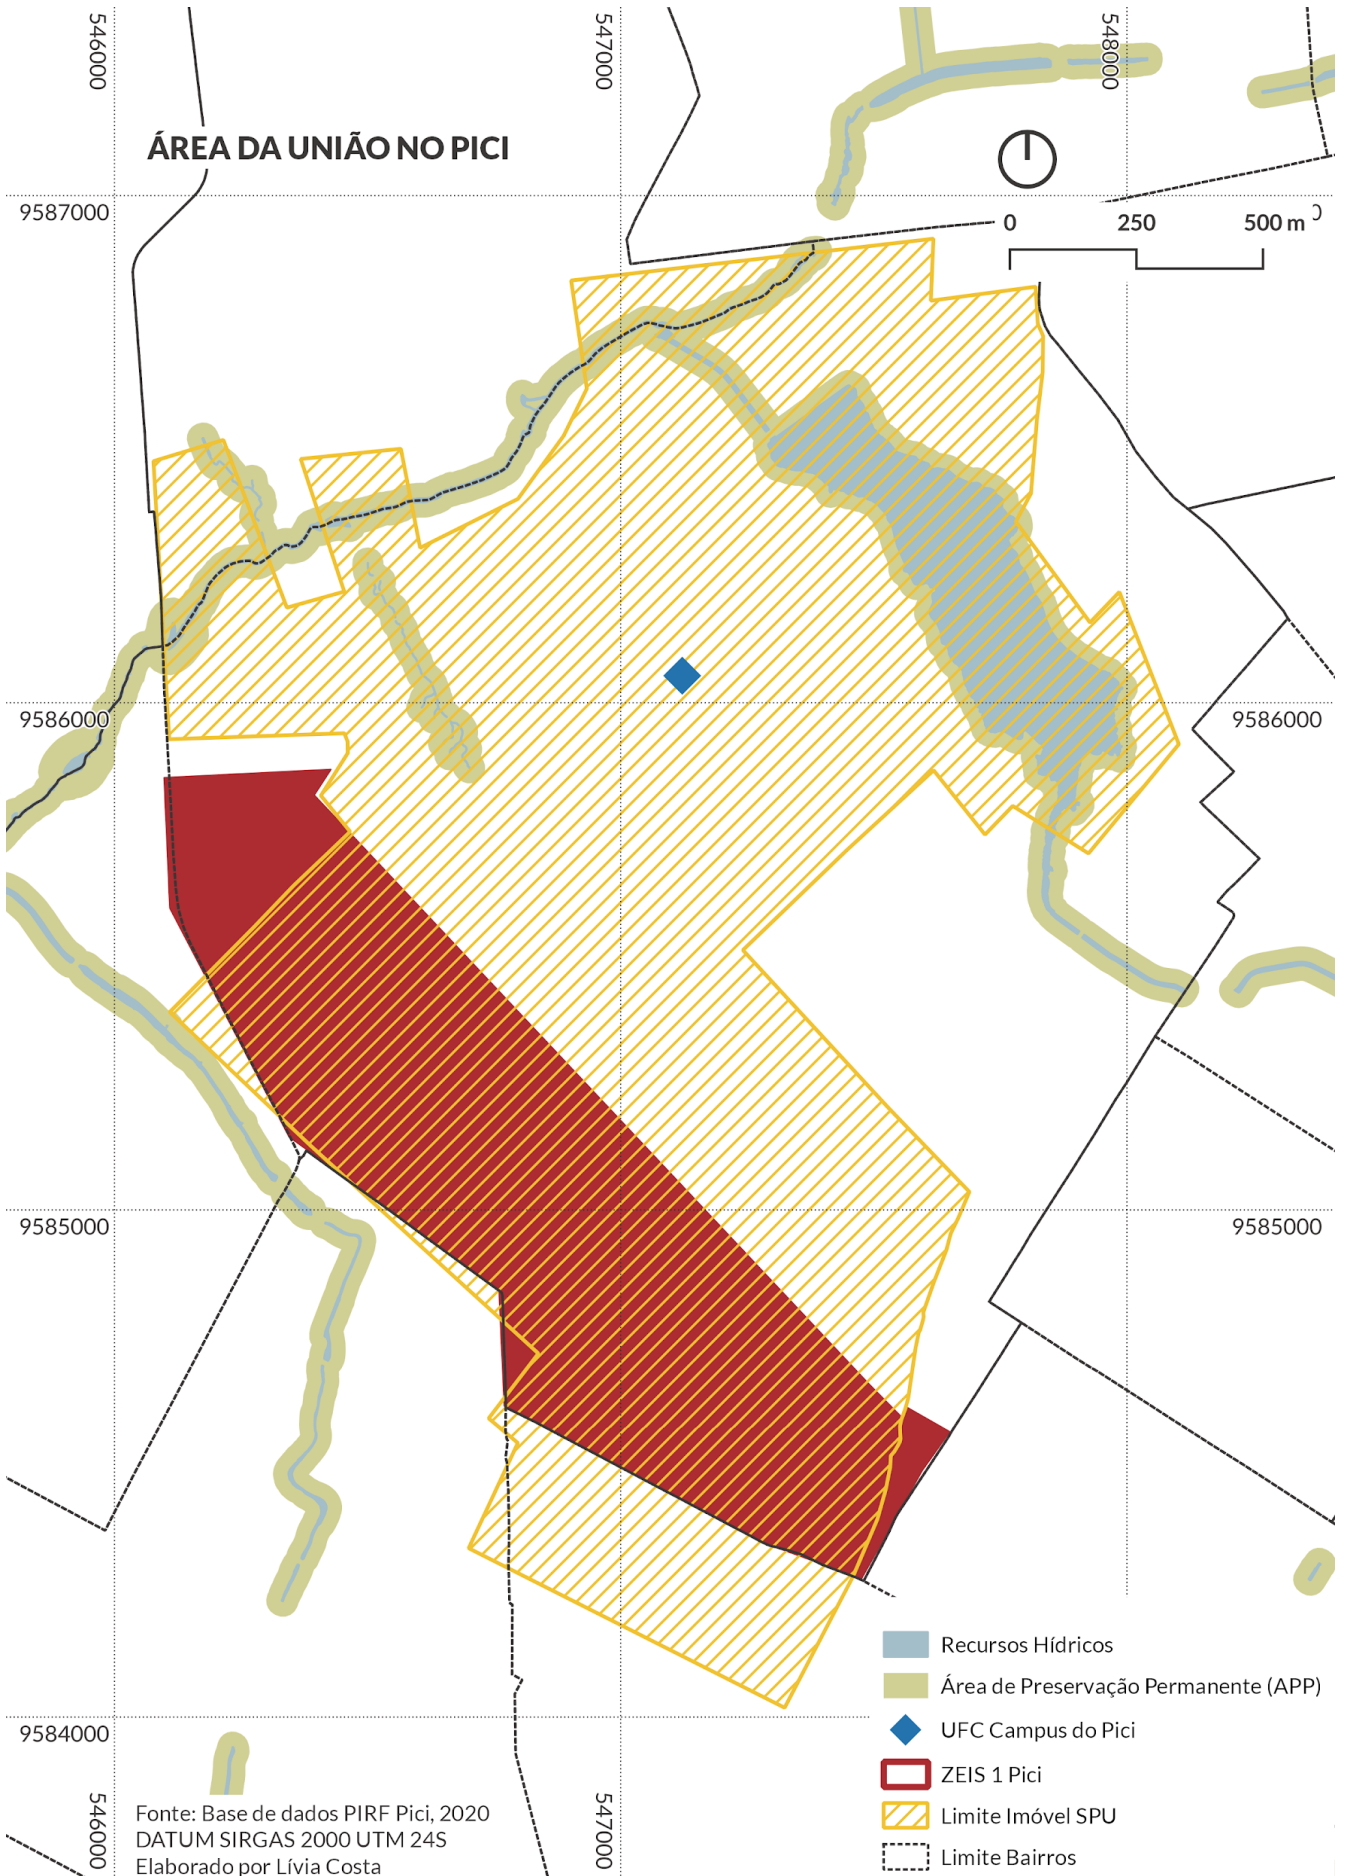 546000
547000
548000
ÁREA DA UNIÃO NO PICI
9587000
0
250
500 m
9586000
9586000
9585000
9585000
Recursos Hídricos
Área de Preservação Permanente (APP)
UFC Campus do Pici
9584000
ZEIS 1 Pici
546000
547000
Fonte: Base de dados PIRF Pici, 2020
Limite Imóvel SPU
DATUM SIRGAS 2000 UTM 24S
Elaborado por Lívia Costa
Limite Bairros